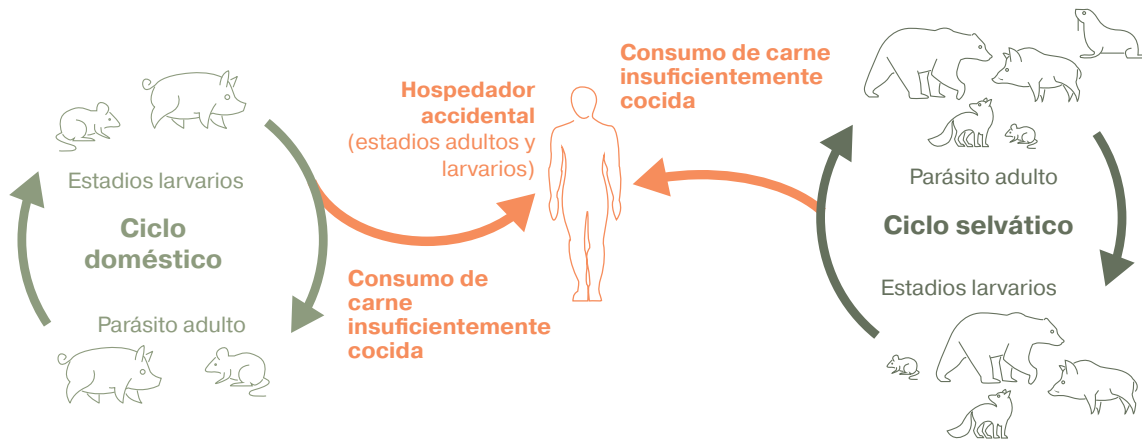 Estadios larvarios
Ciclo
doméstico
Parásito adulto
Hospedador
accidental
(estadios adultos y
larvarios)
Consumo de
carne
insuficientemente
cocida
Consumo de carne
insuficientemente
cocida
Parásito adulto
Ciclo selvático
Estadios larvarios